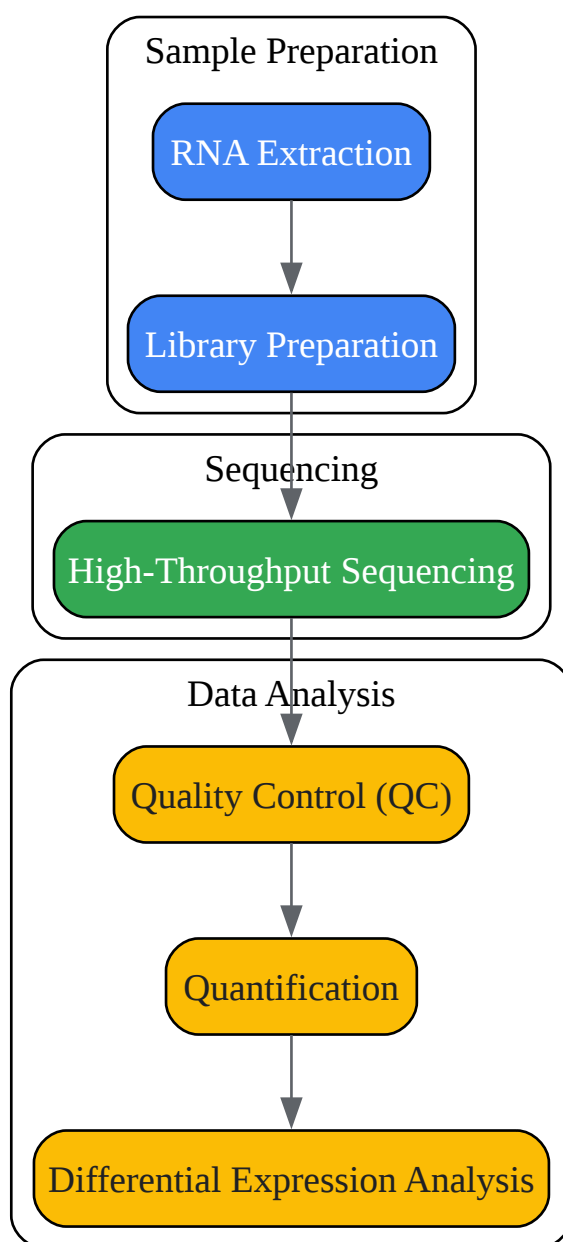 Sample Preparation
RNA Extraction
Library Preparation
Sequencing
High-Throughput Sequencing
Data Analysis
Quality Control (QC)
Quantification
Differential Expression Analysis